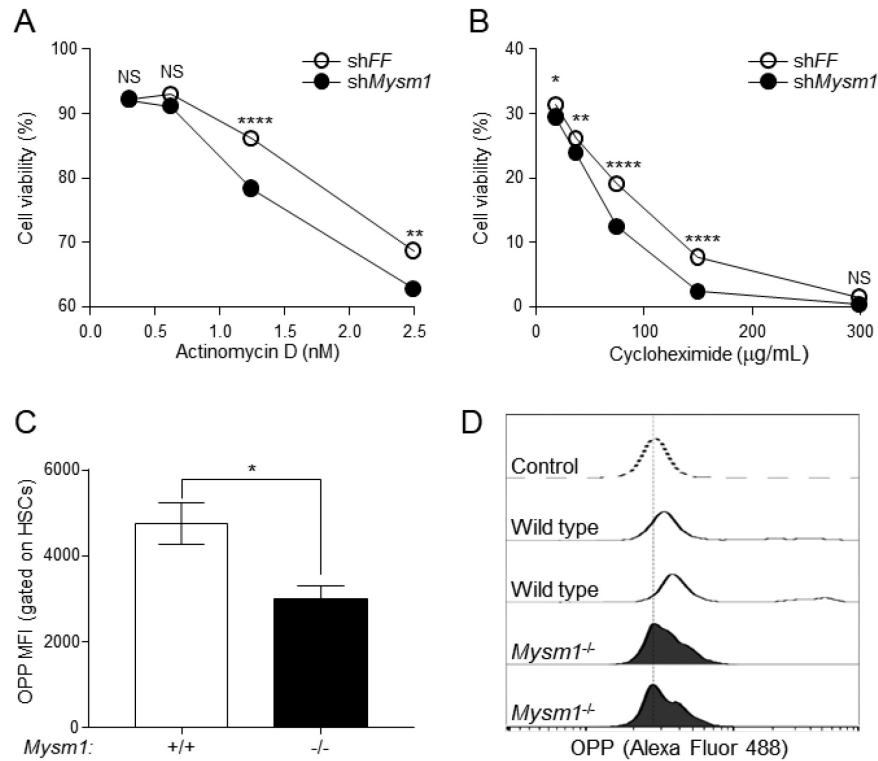 A
100
90
80
70
60
Cell viability (%)
NS
NS
****
**
shFF
shMysm1
0.0
0.5
1.0
1.5
2.0
2.5
Actinomycin D (nM)
B
40
30
20
10
0
Cell viability (%)
*
**
****
****
NS
shFF
shMysm1
0
100
200
300
Cycloheximide (μg/mL)
C
6000
4000
2000
0
OPP MFI (gated on HSCs)
*
Mysm1: +/+ -/-
D
Control
Wild type
Wild type
Mysm1-/-
Mysm1-/-
OPP (Alexa Fluor 488)